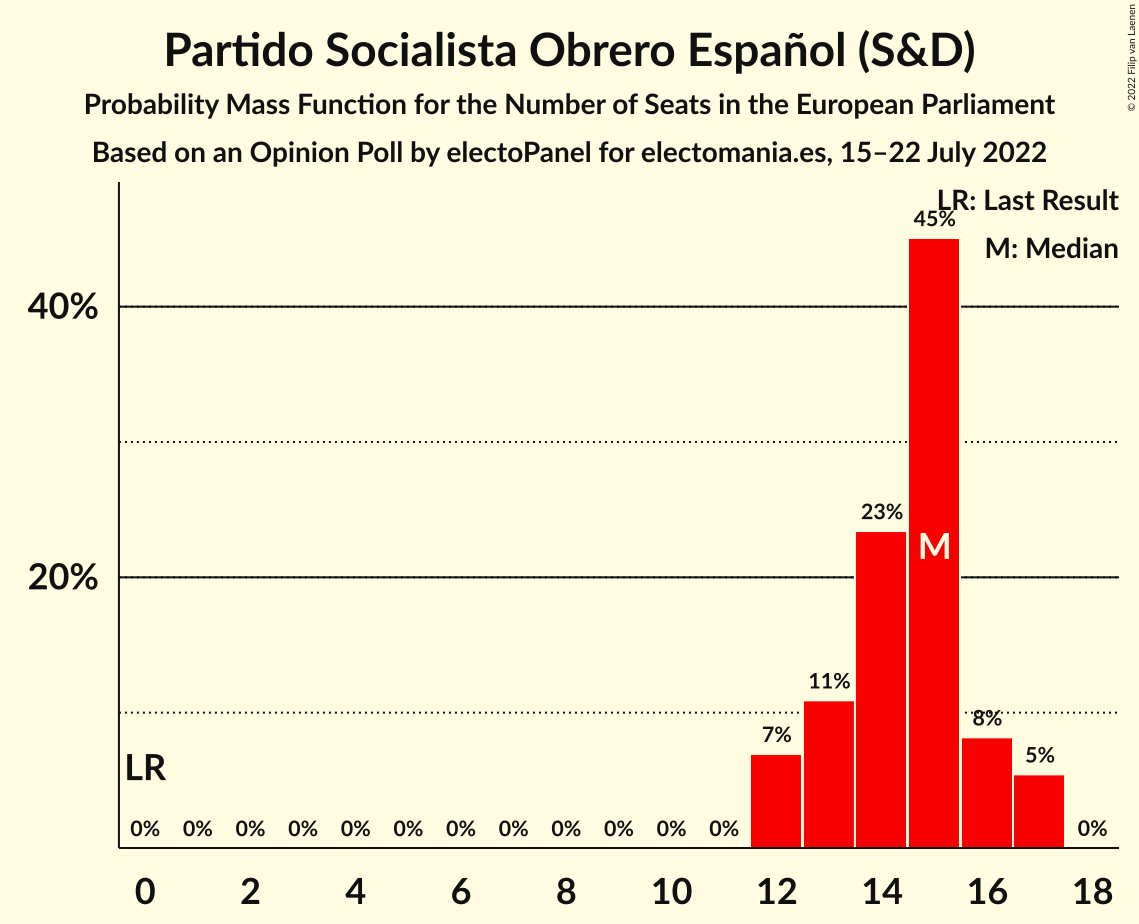 Partido Socialista Obrero Español (S&D)
Probability Mass Function for the Number of Seats in the European Parliament
Based on an Opinion Poll by electoPanel for electomania.es, 15–22 July 2022
© 2022 Filip van Laenen
LR: Last Result
M: Median
45%
40%
23%
M
20%
11%
8%
7%
5%
LR
0% 0% 0% 0% 0% 0% 0% 0% 0% 0% 0% 0% 0%
0 2 4 6 8 10 12 14 16 18